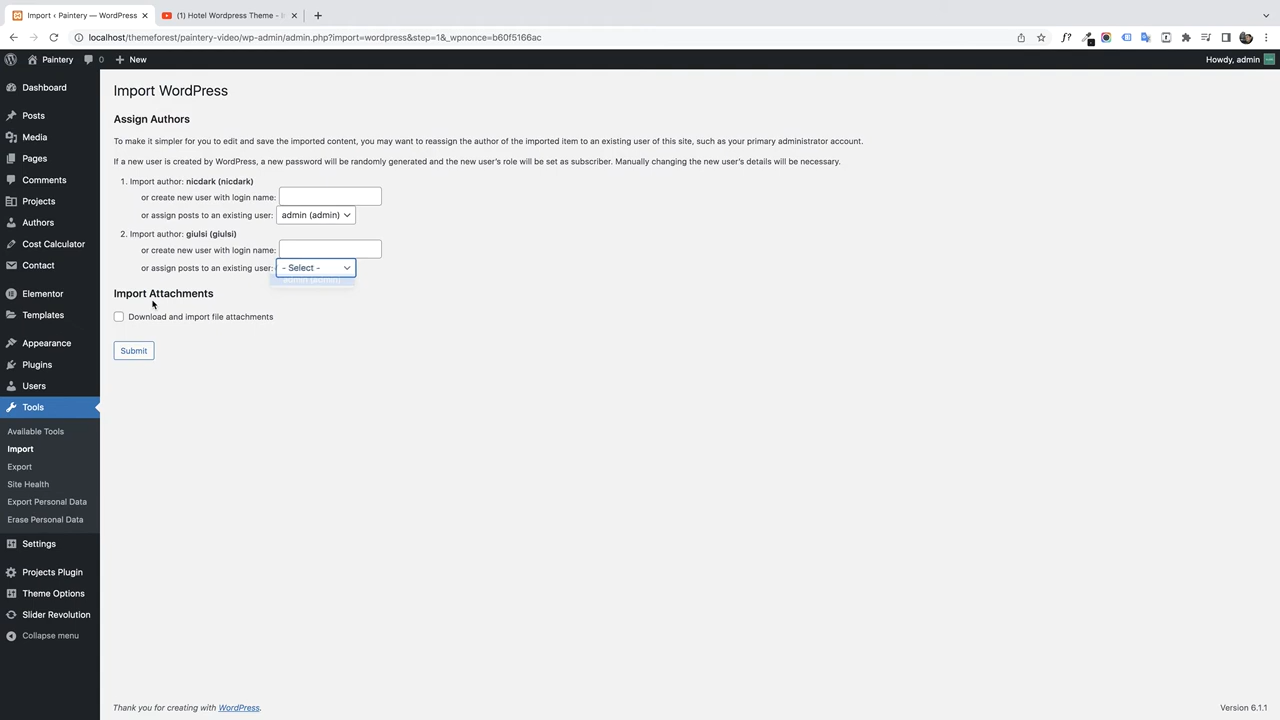 Import ‹ Paintery — WordPress
(1) Hotel Wordpress Theme - I
localhost/themeforest/paintery-video/wp-admin/admin.php?import=wordpress&step=1&_wpnonce=b60f5166ac
Paintery
0
New
Howdy, admin
Dashboard
Posts
Media
Pages
Comments
Projects
Authors
Cost Calculator
Contact
Elementor
Templates
Appearance
Plugins
Users
Tools
Available Tools
Import
Export
Site Health
Export Personal Data
Erase Personal Data
Settings
Projects Plugin
Theme Options
Slider Revolution
Collapse menu
Import WordPress
Assign Authors
To make it simpler for you to edit and save the imported content, you may want to reassign the author of the imported item to an existing user of this site, such as your primary administrator account.
If a new user is created by WordPress, a new password will be randomly generated and the new user's role will be set as subscriber. Manually changing the new user's details will be necessary.
1. Import author: nicdark (nicdark)
or create new user with login name:
or assign posts to an existing user: admin (admin)
2. Import author: giulsi (giulsi)
or create new user with login name:
or assign posts to an existing user: - Select -
admin (admin)
Import Attachments
Download and import file attachments
Submit
Thank you for creating with WordPress.
Version 6.1.1